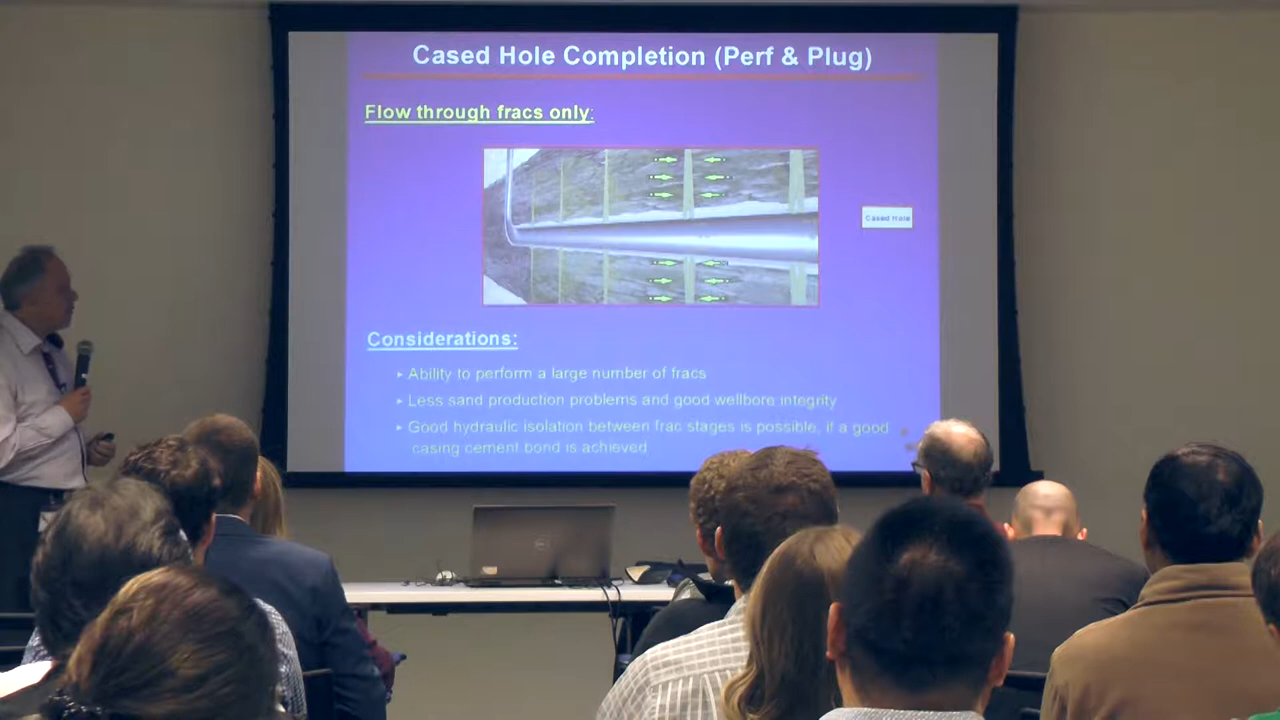 Cased Hole Completion (Perf & Plug)
Flow through fracs only:
Cased Hole
Considerations:
▸ Ability to perform a large number of fracs
▸ Less sand production problems and good wellbore integrity
▸ Good hydraulic isolation between frac stages is possible, if a good
casing cement bond is achieved